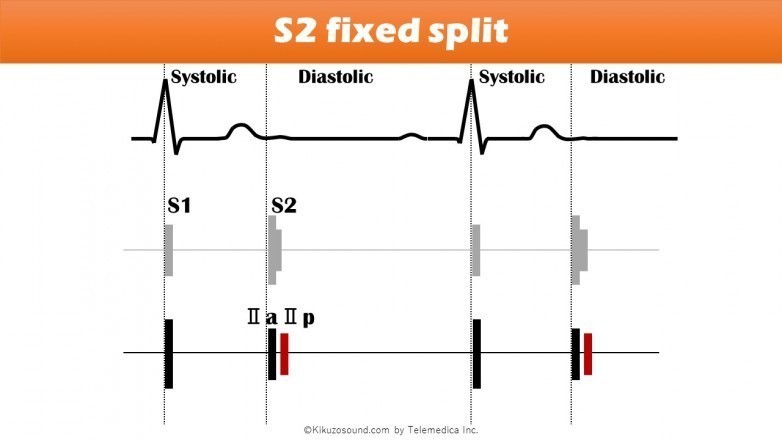 S2 fixed split
Systolic Diastolic Systolic Diastolic
S1 S2
Ⅱa Ⅱp
©Kikuzosound.com by Telemedica Inc.